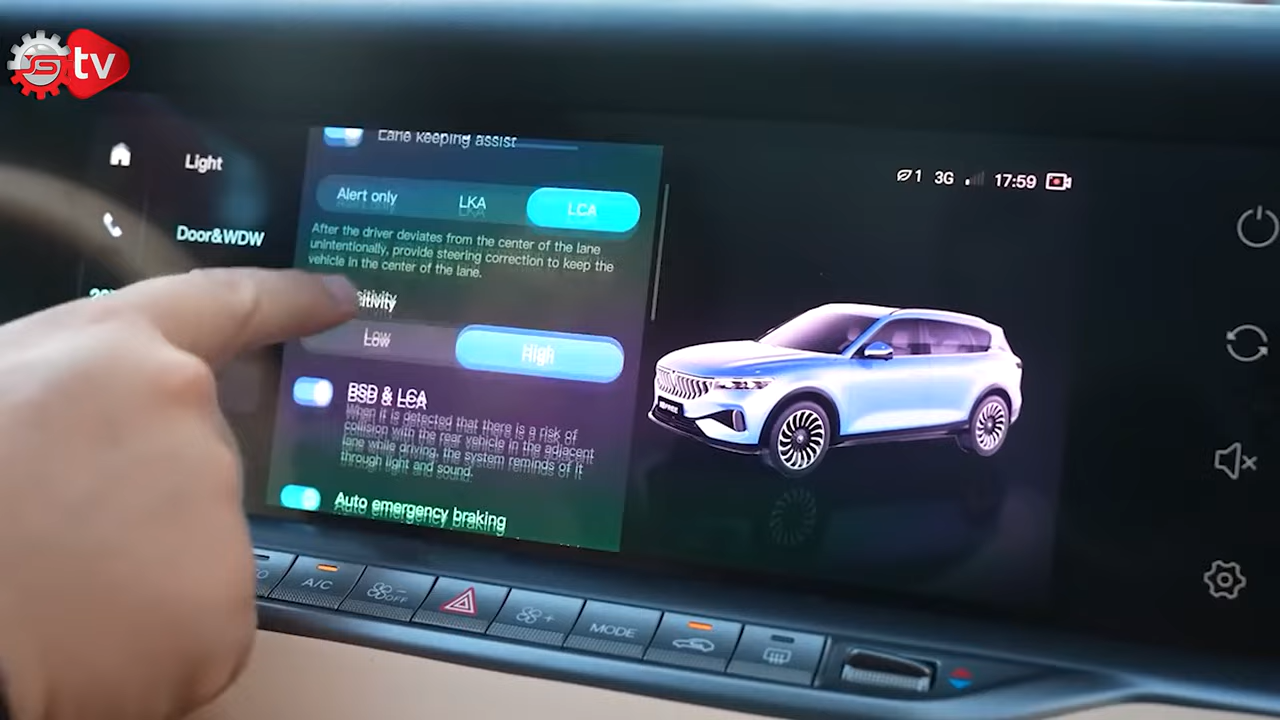 tv
Light
Door&WDW
Lane keeping assist
Alert only
LKA
LCA
After the driver deviates from the center of the lane
unintentionally, provide steering correction to keep the
vehicle in the center of the lane.
Low
High
BSD & LCA
When it is detected that there is a risk of
collision with the rear vehicle in the adjacent
lane while driving, the system reminds of it
through light and sound.
Auto emergency braking
1
3G
17:59
A/C
OFF
MODE